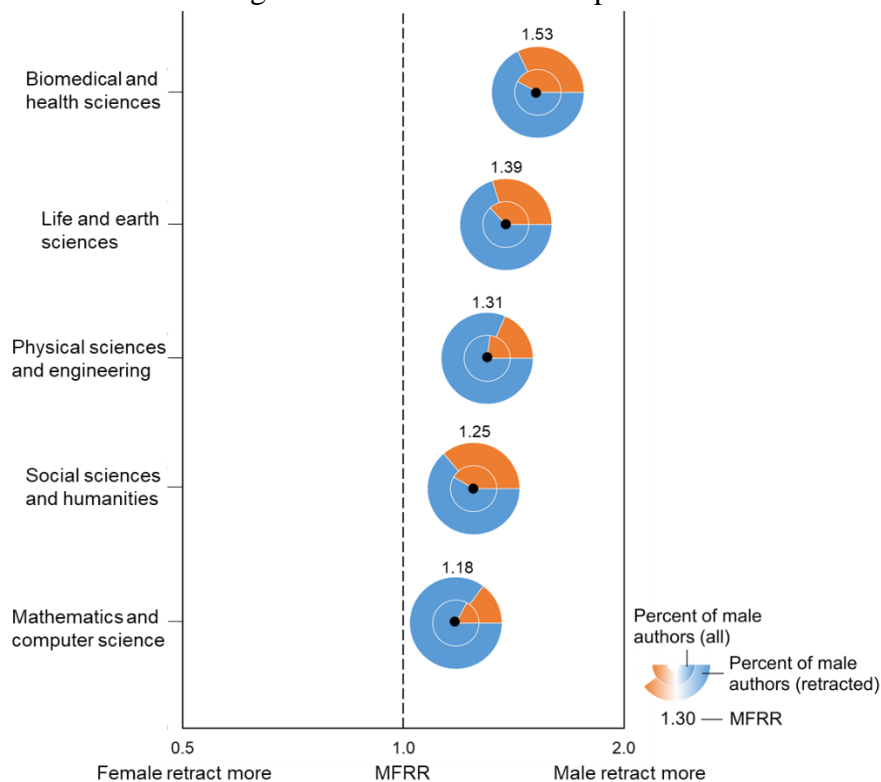 1.53
Biomedical and
health sciences
1.39
Life and earth
sciences
1.31
Physical sciences
and engineering
1.25
Social sciences
and humanities
1.18
Mathematics and
computer science
Percent of male
authors (all)
Percent of male
authors (retracted)
1.30 — MFRR
0.5 1.0 2.0
Female retract more MFRR Male retract more